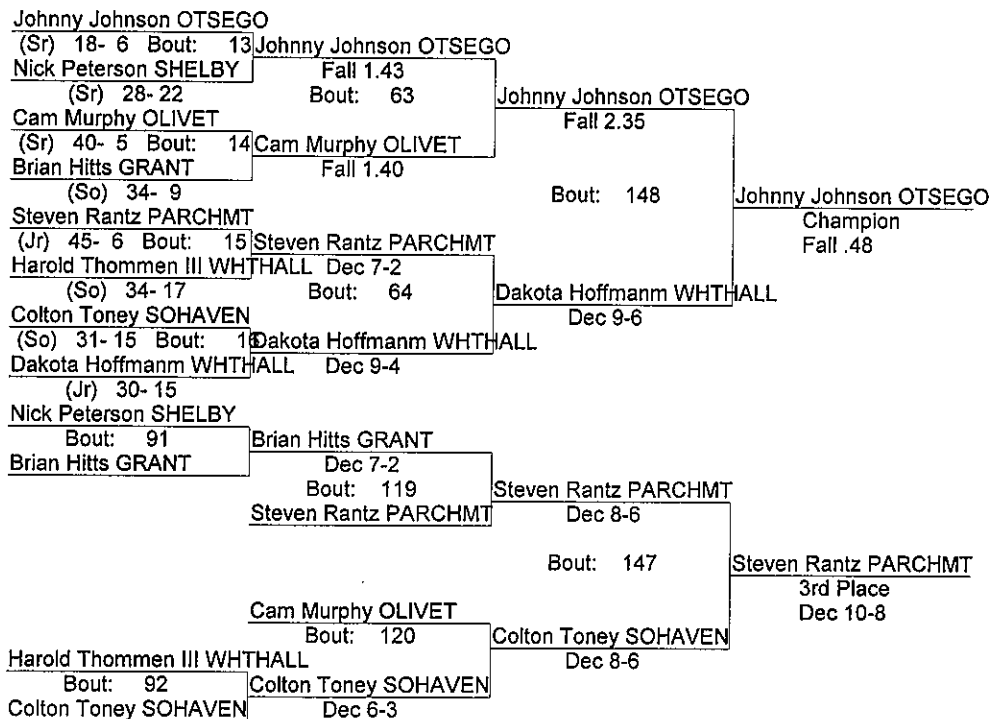 Johnny Johnson OTSEGO
(Sr) 18- 6 Bout: 13 Johnny Johnson OTSEGO
Nick Peterson SHELBY Fall 1.43
(Sr) 28- 22 Bout: 63 Johnny Johnson OTSEGO
Cam Murphy OLIVET Fall 2.35
(Sr) 40- 5 Bout: 14 Cam Murphy OLIVET
Brian Hitts GRANT Fall 1.40
(So) 34- 9 Bout: 148 Johnny Johnson OTSEGO
Steven Rantz PARCHMT Champion
(Jr) 45- 6 Bout: 15 Steven Rantz PARCHMT Fall .48
Harold Thommen III WHTHALL Dec 7-2
(So) 34- 17 Bout: 64 Dakota Hoffmanm WHTHALL
Colton Toney SOHAVEN Dec 9-6
(So) 31- 15 Bout: 16 Dakota Hoffmanm WHTHALL
Dakota Hoffmanm WHTHALL Dec 9-4
(Jr) 30- 15
Nick Peterson SHELBY
Bout: 91 Brian Hitts GRANT
Brian Hitts GRANT Dec 7-2
Bout: 119 Steven Rantz PARCHMT
Steven Rantz PARCHMT Dec 8-6
Bout: 147 Steven Rantz PARCHMT
3rd Place
Cam Murphy OLIVET Dec 10-8
Bout: 120 Colton Toney SOHAVEN
Harold Thommen III WHTHALL Dec 8-6
Bout: 92 Colton Toney SOHAVEN
Colton Toney SOHAVEN Dec 6-3